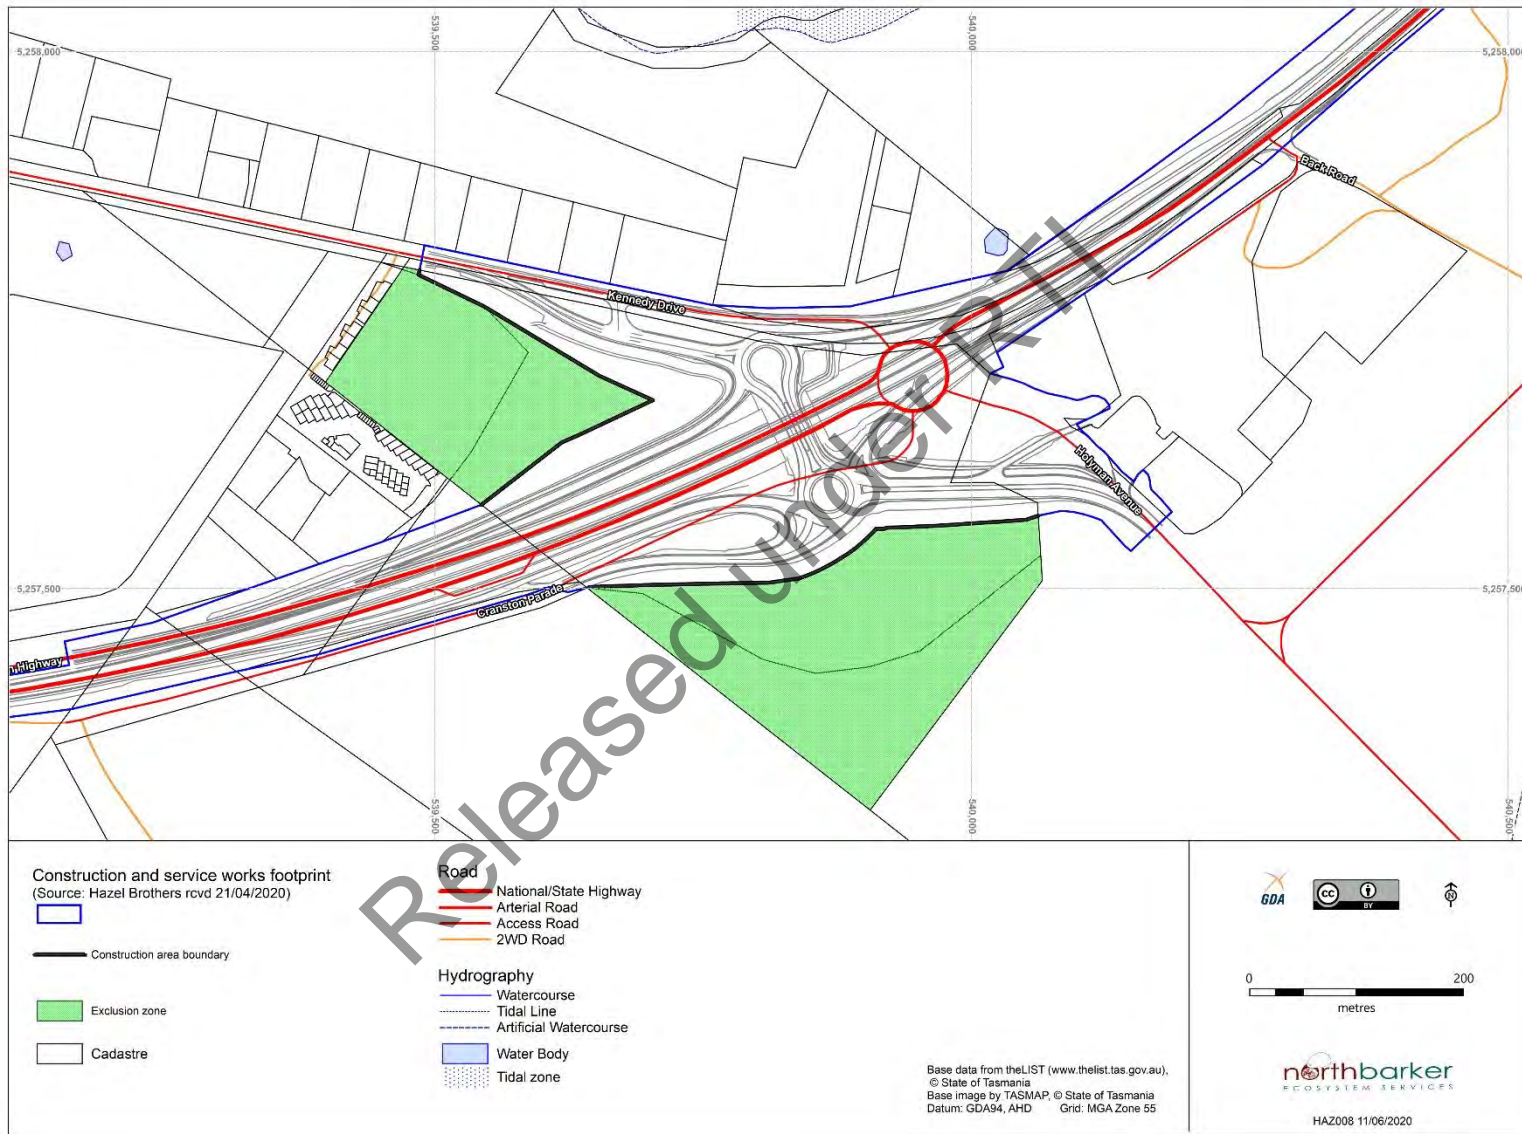 5,258,000
539,500
540,000
5,258,000
Back Road
Kennedy Drive
Holyman Avenue
5,257,500
5,257,500
Cranston Parade
n Highway
539,500
540,000
540,500
Released under RTI
Construction and service works footprint
(Source: Hazel Brothers rcvd 21/04/2020)
Construction area boundary
Exclusion zone
Cadastre
Road
National/State Highway
Arterial Road
Access Road
2WD Road
Hydrography
Watercourse
Tidal Line
Artificial Watercourse
Water Body
Tidal zone
Base data from theLIST (www.thelist.tas.gov.au),
© State of Tasmania
Base image by TASMAP, © State of Tasmania
Datum: GDA94, AHD Grid: MGA Zone 55
GDA
CC
BY
N
0 200
metres
northbarker
ECOSYSTEM SERVICES
HAZ008 11/06/2020